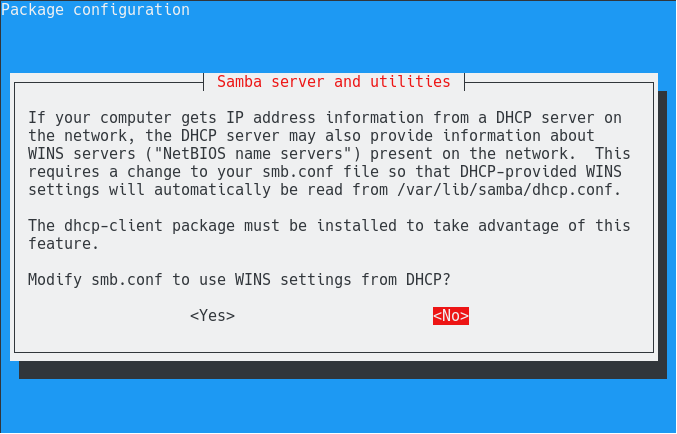 Package configuration
Samba server and utilities
If your computer gets IP address information from a DHCP server on
the network, the DHCP server may also provide information about
WINS servers ("NetBIOS name servers") present on the network.  This
requires a change to your smb.conf file so that DHCP-provided WINS
settings will automatically be read from /var/lib/samba/dhcp.conf.
The dhcp-client package must be installed to take advantage of this
feature.
Modify smb.conf to use WINS settings from DHCP?
<Yes> <No>